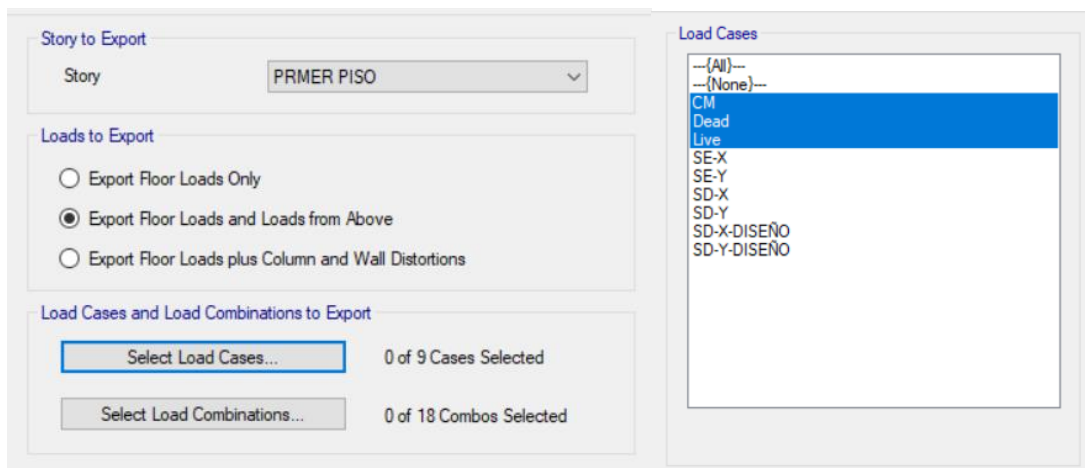 Story to Export
Story
PRMER PISO
Loads to Export
Export Floor Loads Only
Export Floor Loads and Loads from Above
Export Floor Loads plus Column and Wall Distortions
Load Cases and Load Combinations to Export
Select Load Cases...
0 of 9 Cases Selected
Select Load Combinations...
0 of 18 Combos Selected
Load Cases
---{All}---
---{None}---
CM
Dead
Live
SE-X
SE-Y
SD-X
SD-Y
SD-X-DISEÑO
SD-Y-DISEÑO